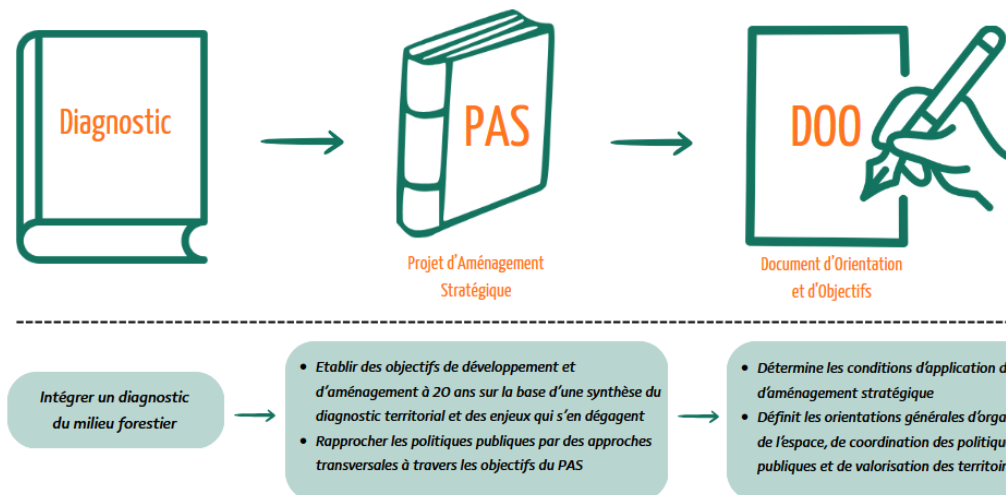 Diagnostic
PAS
DOO
Projet d'Aménagement
Stratégique
Document d'Orientation
et d'Objectifs
Intégrer un diagnostic
du milieu forestier
• Etablir des objectifs de développement et
d'aménagement à 20 ans sur la base d'une synthèse du
diagnostic territorial et des enjeux qui s'en dégagent
• Rapprocher les politiques publiques par des approches
transversales à travers les objectifs du PAS
• Détermine les conditions d'application
d'aménagement stratégique
• Définit les orientations générales
de l'espace, de coordination des
publiques et de valorisation des